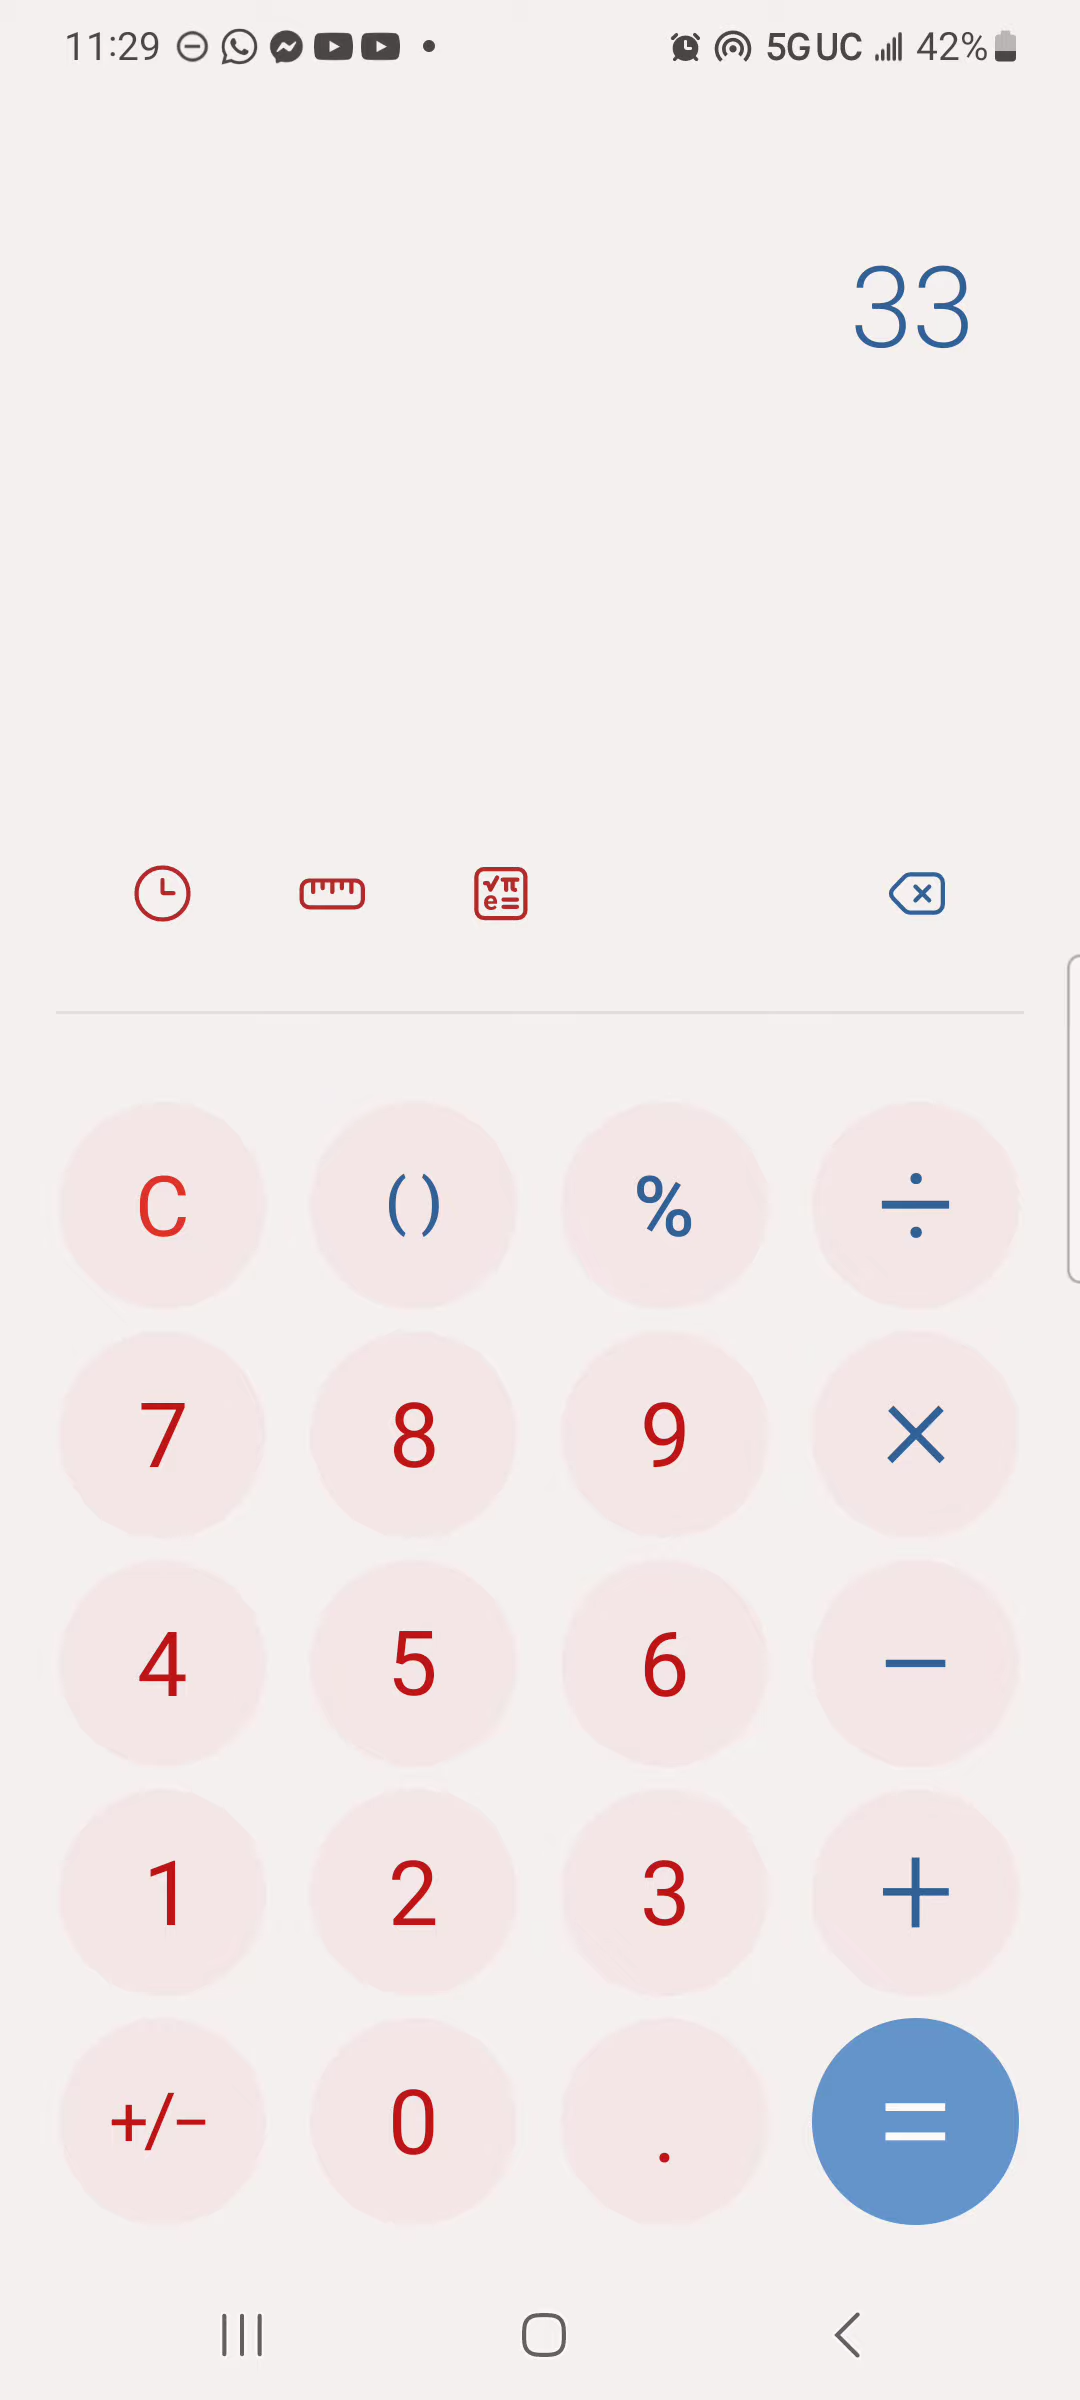 11:29 5G UC 42%
33
√π
e=
C ( ) % ÷
7 8 9 ×
4 5 6 −
1 2 3 +
+/− 0 . =